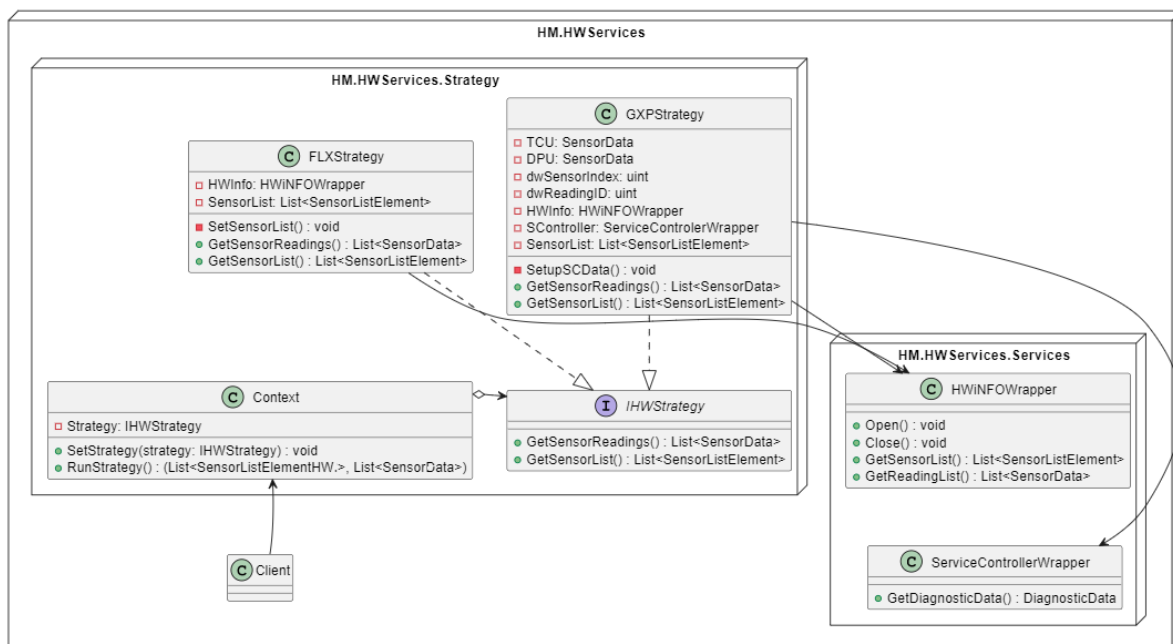 HM.HWServices
HM.HWServices.Strategy
C GXPStrategy
TCU: SensorData
DPU: SensorData
dwSensorIndex: uint
dwReadingID: uint
HWInfo: HWiNFOWrapper
SController: ServiceControlerWrapper
SensorList: List<SensorListElement>
SetupSCData() : void
GetSensorReadings() : List<SensorData>
GetSensorList() : List<SensorListElement>
C FLXStrategy
HWInfo: HWiNFOWrapper
SensorList: List<SensorListElement>
SetSensorList() : void
GetSensorReadings() : List<SensorData>
GetSensorList() : List<SensorListElement>
C Context
Strategy: IHWStrategy
SetStrategy(strategy: IHWStrategy) : void
RunStrategy() : (List<SensorListElementHW.>, List<SensorData>)
I IHWStrategy
GetSensorReadings() : List<SensorData>
GetSensorList() : List<SensorListElement>
HM.HWServices.Services
C HWiNFOWrapper
Open() : void
Close() : void
GetSensorList() : List<SensorListElement>
GetReadingList() : List<SensorData>
C ServiceControllerWrapper
GetDiagnosticData() : DiagnosticData
C Client